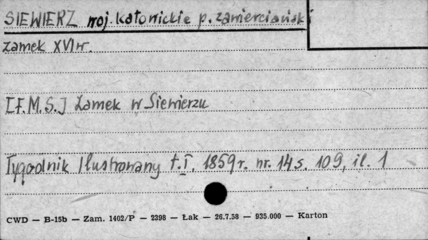 SIEWIERZ woj. katowickie p. zawierciański
zamek XVI w.
[F.M.S.] Zamek w Siewierzu
Tygodnik Ilustrowany t. I. 1859 r. nr. 14 s. 109, il. 1
CWD — B-15b — Zam. 1402/P — 2398 — Łak — 26.7.58 — 935.000 — Karton